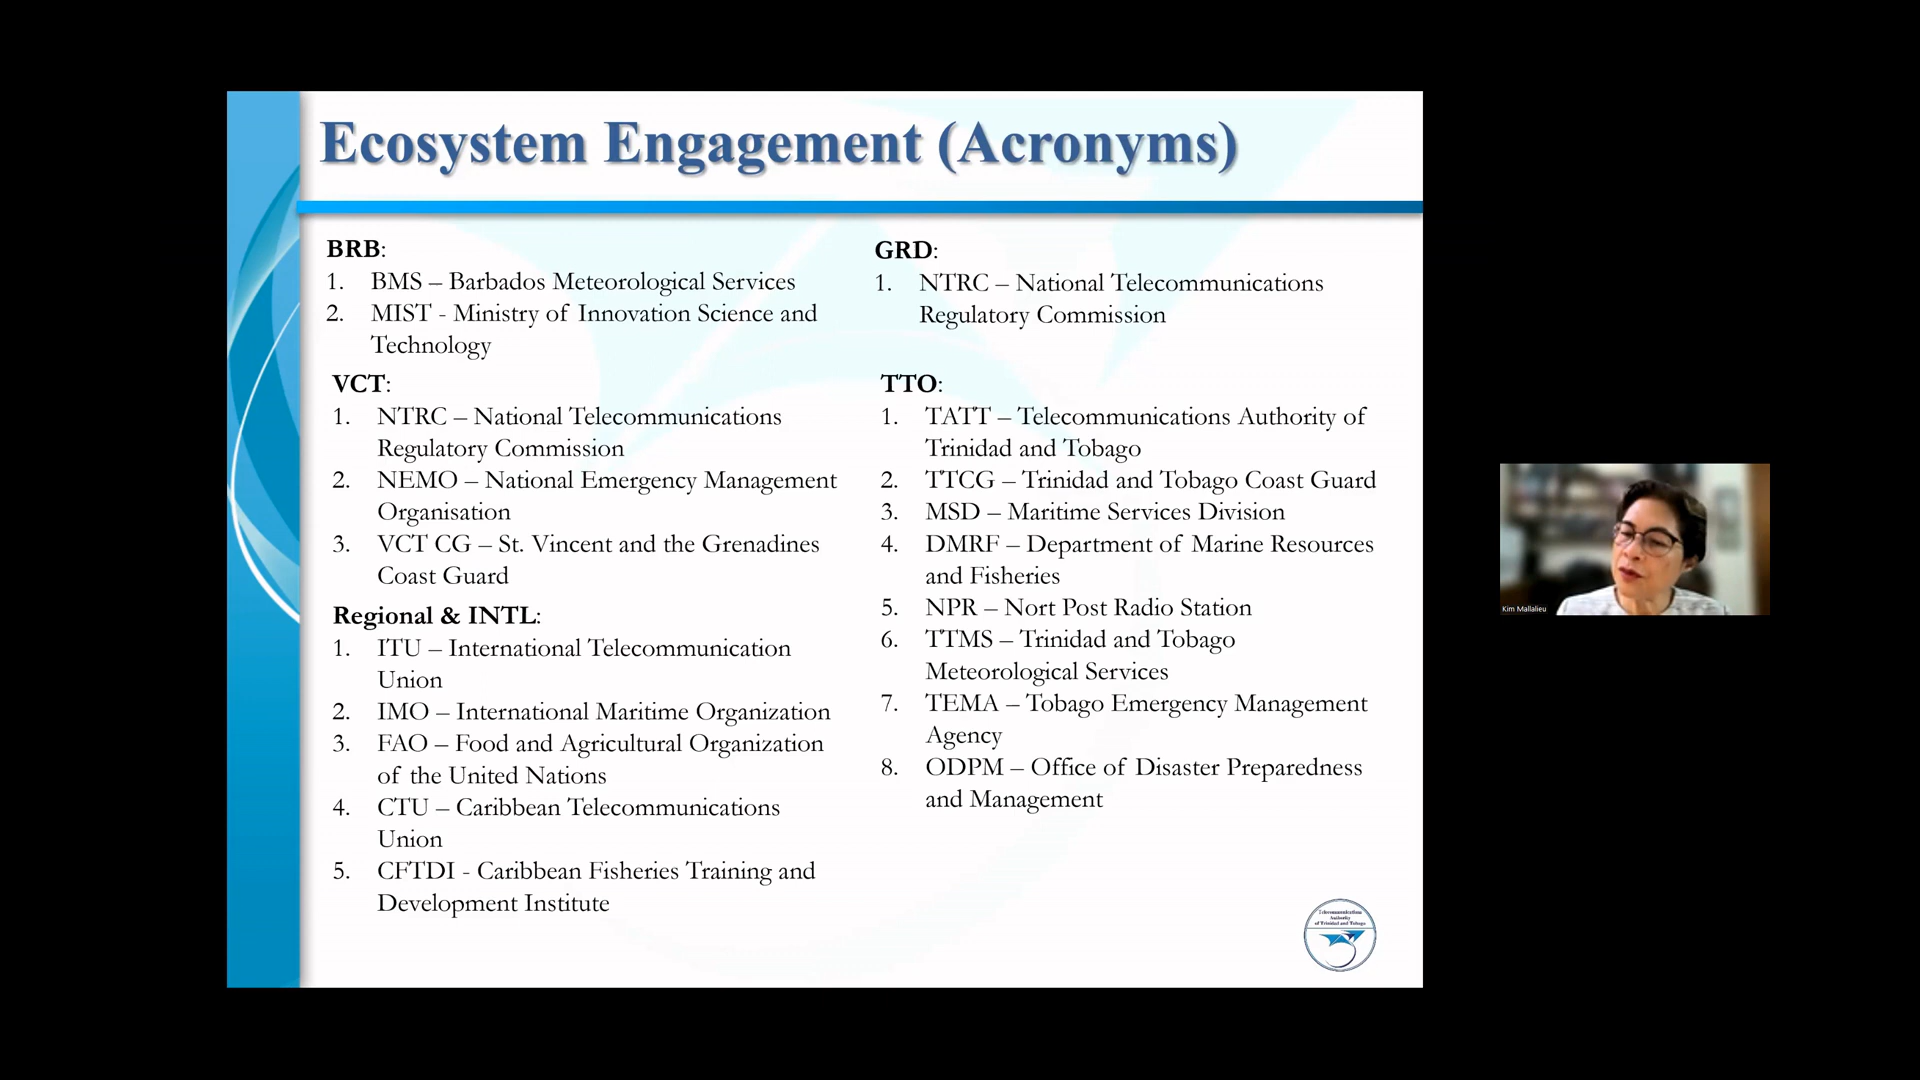 Ecosystem Engagement (Acronyms)
BRB:
1. BMS – Barbados Meteorological Services
2. MIST - Ministry of Innovation Science and
Technology
VCT:
1. NTRC – National Telecommunications
Regulatory Commission
2. NEMO – National Emergency Management
Organisation
3. VCT CG – St. Vincent and the Grenadines
Coast Guard
Regional & INTL:
1. ITU – International Telecommunication
Union
2. IMO – International Maritime Organization
3. FAO – Food and Agricultural Organization
of the United Nations
4. CTU – Caribbean Telecommunications
Union
5. CFTDI - Caribbean Fisheries Training and
Development Institute
GRD:
1. NTRC – National Telecommunications
Regulatory Commission
TTO:
1. TATT – Telecommunications Authority of
Trinidad and Tobago
2. TTCG – Trinidad and Tobago Coast Guard
3. MSD – Maritime Services Division
4. DMRF – Department of Marine Resources
and Fisheries
5. NPR – Nort Post Radio Station
6. TTMS – Trinidad and Tobago
Meteorological Services
7. TEMA – Tobago Emergency Management
Agency
8. ODPM – Office of Disaster Preparedness
and Management
Telecommunications
Authority
of Trinidad and Tobago
Kim Mallalieu